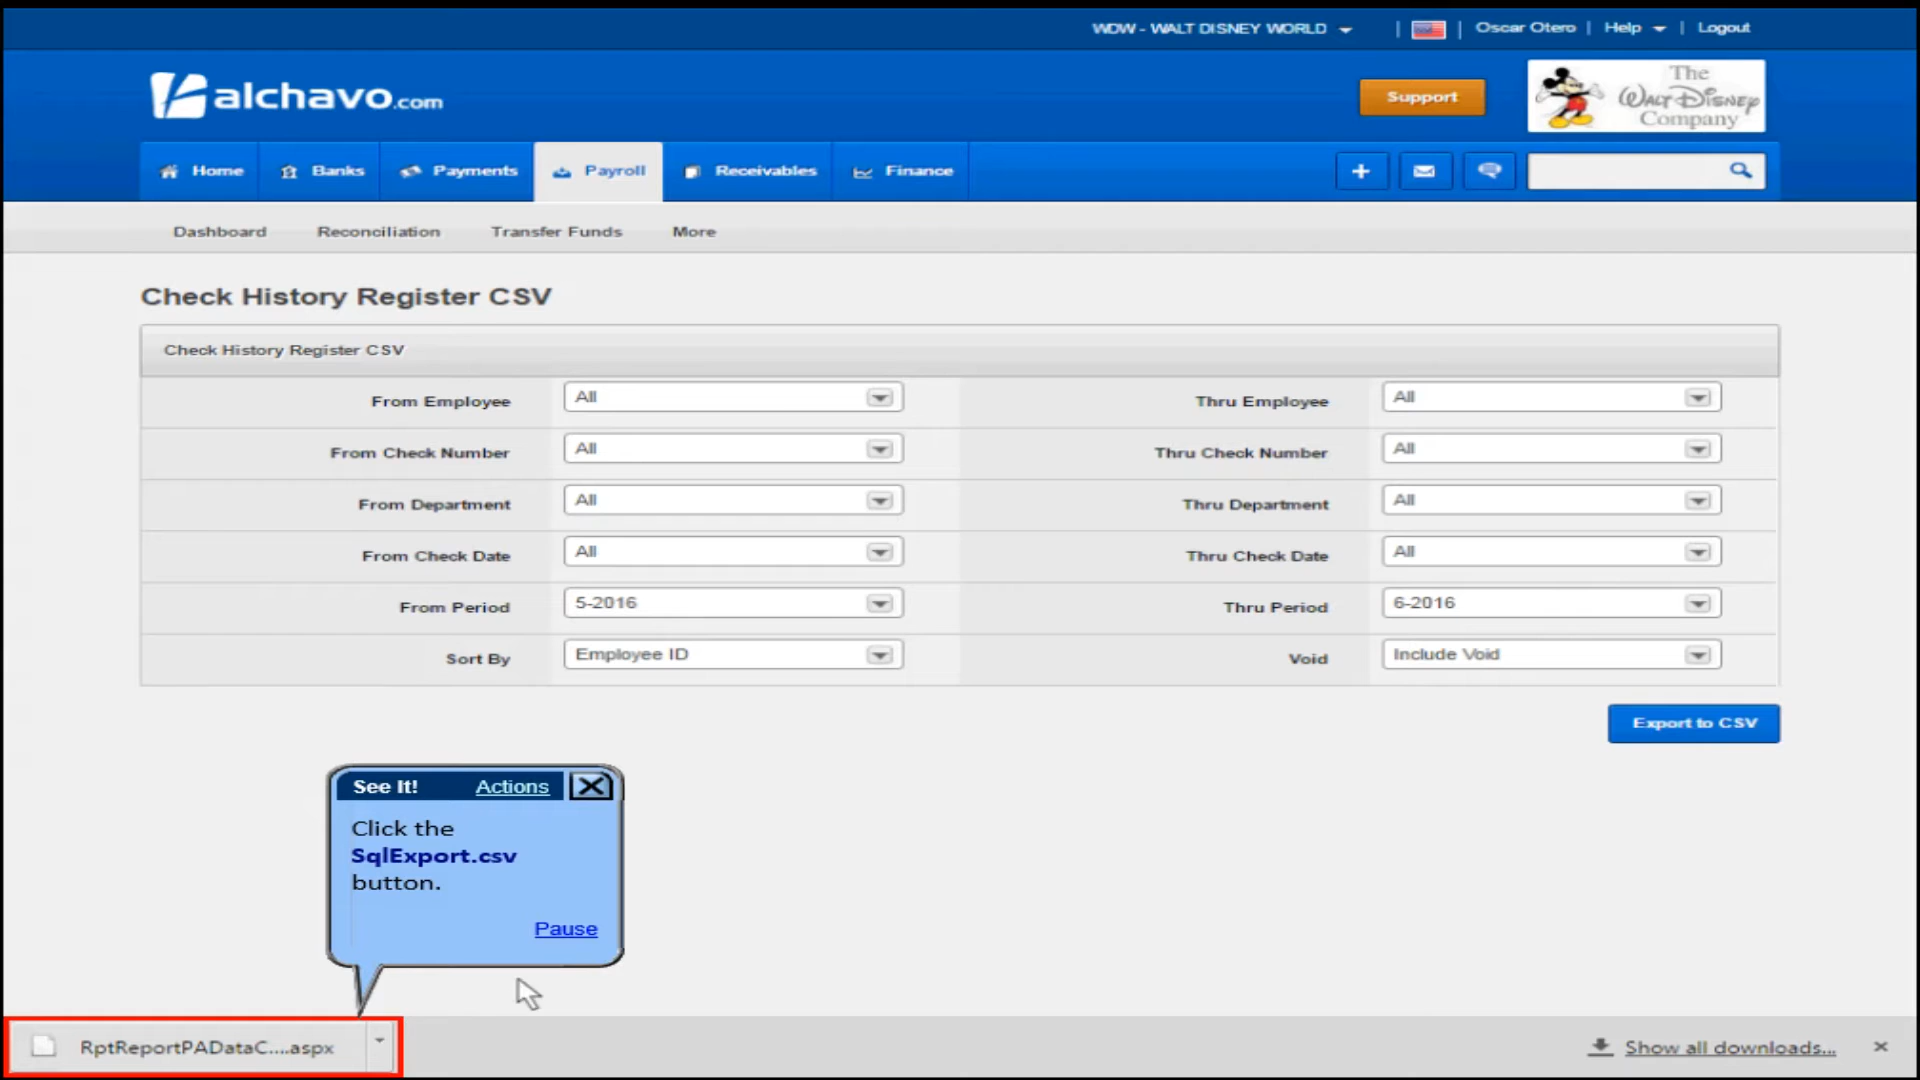 WDW - WALT DISNEY WORLD
Oscar Otero
Help
Logout
alchavo.com
Support
The
WALT DISNEY
Company
Home
Banks
Payments
Payroll
Receivables
Finance
Dashboard
Reconciliation
Transfer Funds
More
Check History Register CSV
Check History Register CSV
From Employee All Thru Employee All
From Check Number All Thru Check Number All
From Department All Thru Department All
From Check Date All Thru Check Date All
From Period 5-2016 Thru Period 6-2016
Sort By Employee ID Void Include Void
Export to CSV
See It! Actions
Click the
SqlExport.csv
button.
Pause
RptReportPADataC....aspx
Show all downloads...